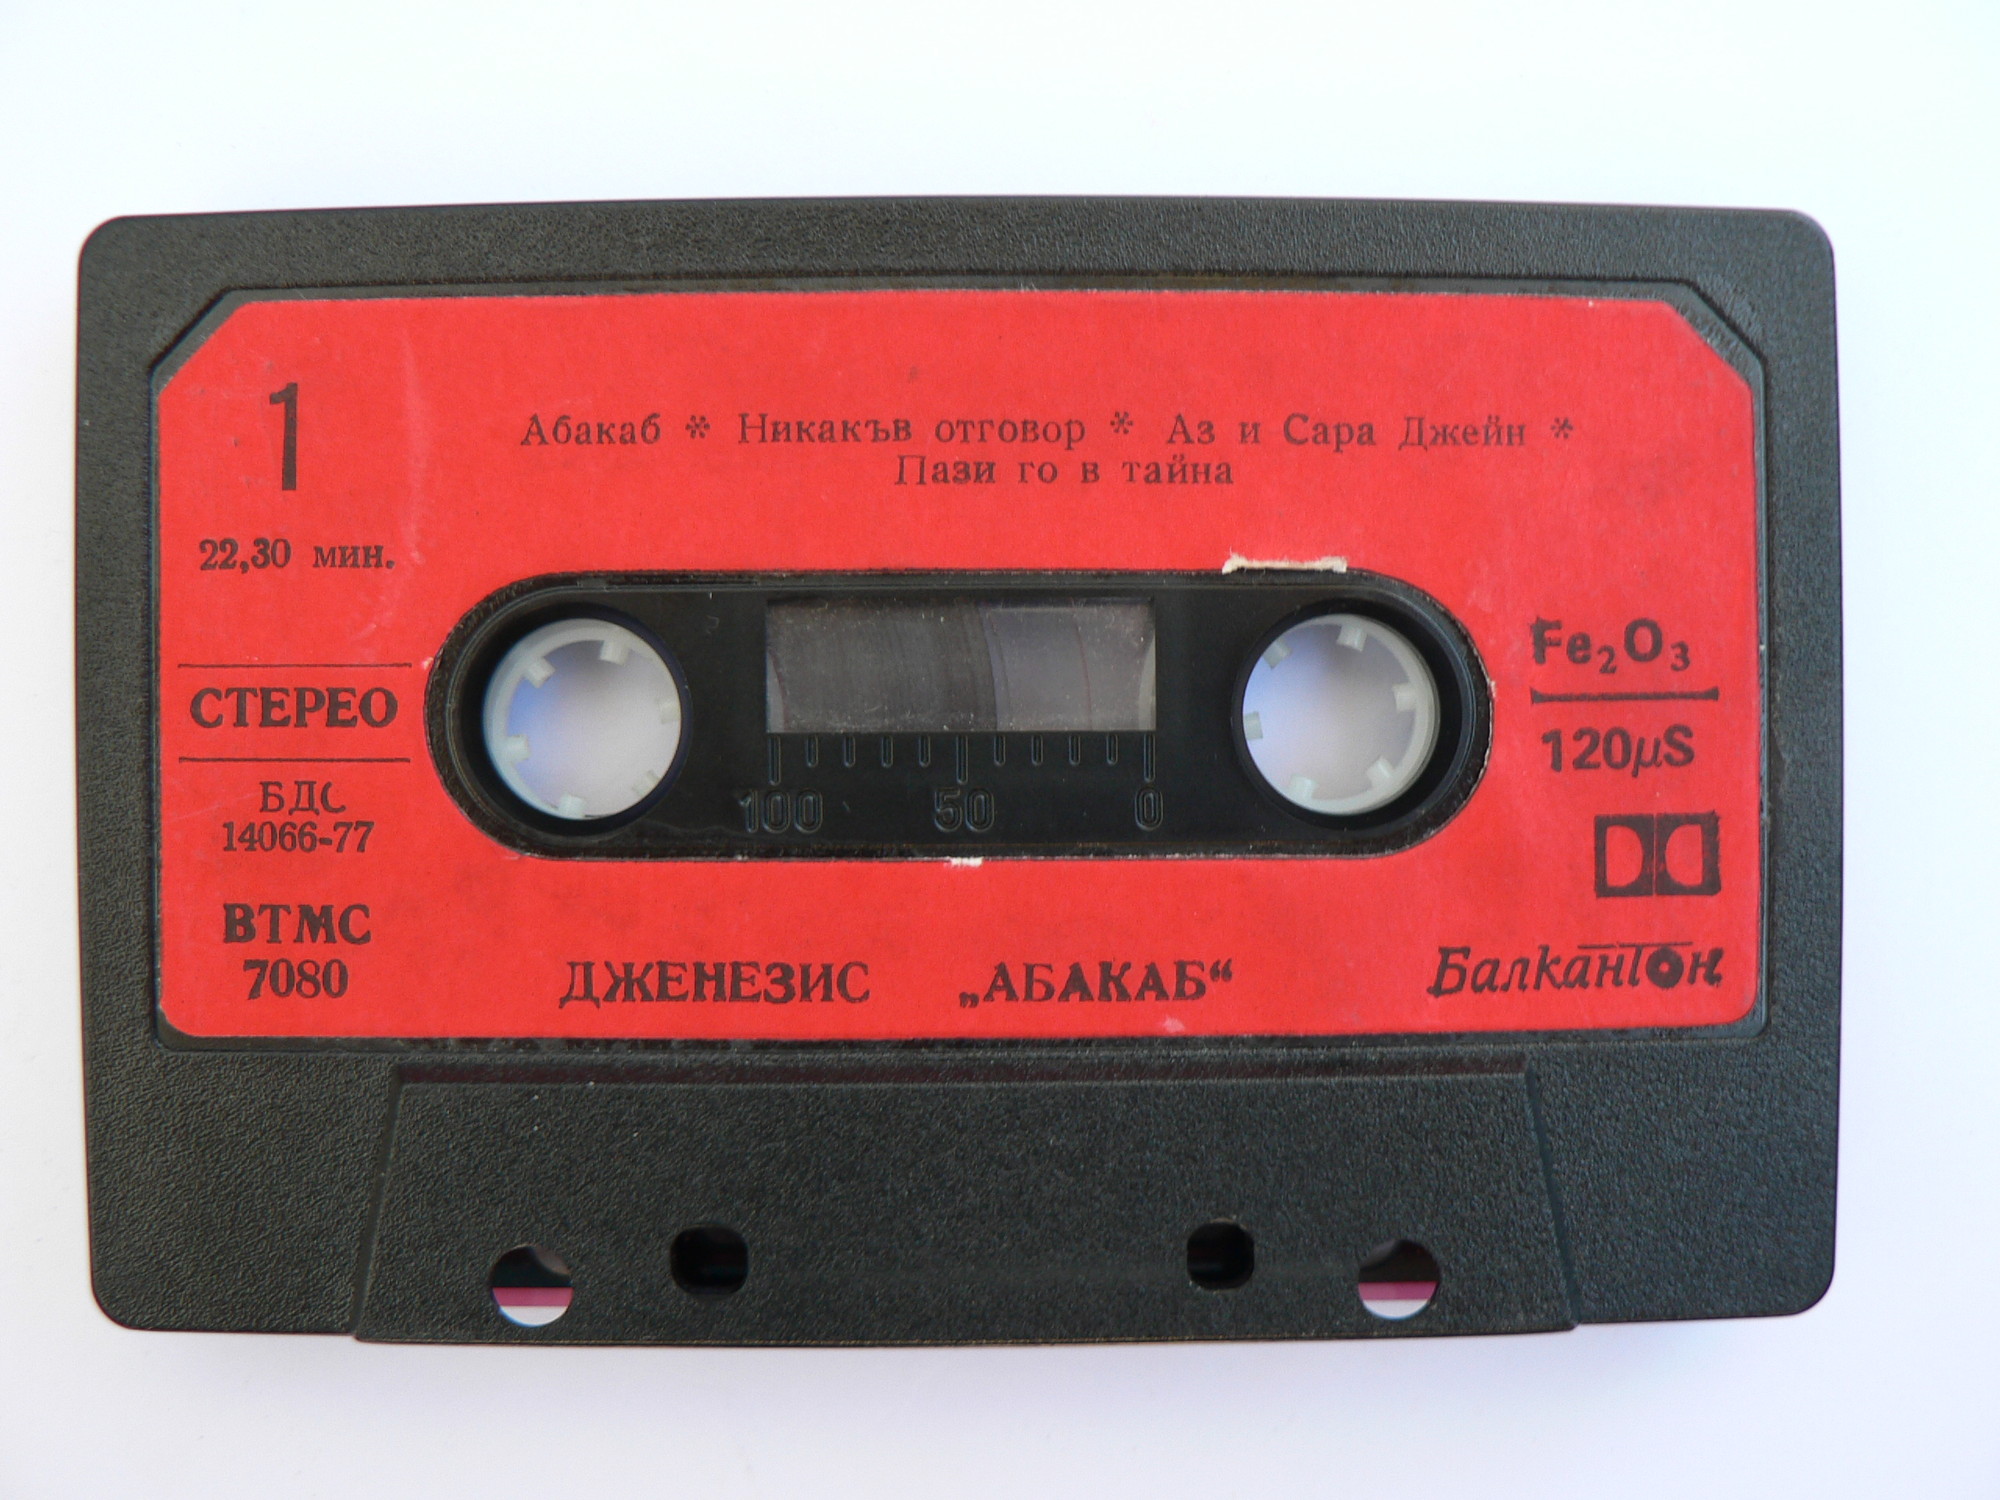 1
Абакаб * Никакъв отговор * Аз и Сара Джейн *
Пази го в тайна
22,30 мин.
СТЕРЕО
БДС
14066-77
ВТМС
7080
Fe₂O₃
120μS
100 50 0
ДЖЕНЕЗИС „АБАКАБ“
Балкантон